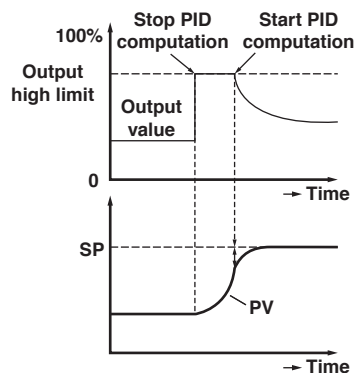 Stop PID
computation
Start PID
computation
100%
Output
high limit
Output
value
0
→ Time
SP
PV
→ Time